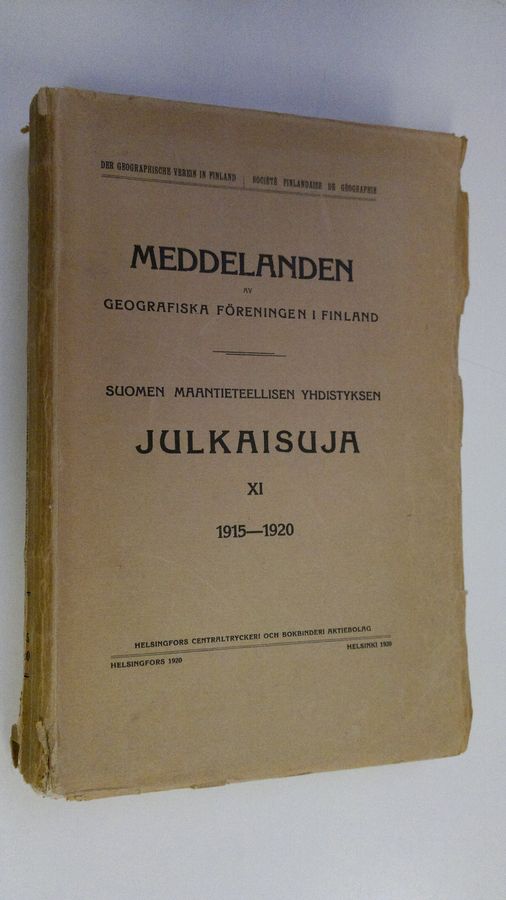 DER GEOGRAPHISCHE VEREIN IN FINLAND | SOCIÉTÉ FINLANDAISE DE GÉOGRAPHIE
MEDDELANDEN
AV
GEOGRAFISKA FÖRENINGEN I FINLAND
SUOMEN MAANTIETEELLISEN YHDISTYKSEN
JULKAISUJA
XI
1915—1920
HELSINGFORS CENTRALTRYCKERI OCH BOKBINDERI AKTIEBOLAG
HELSINGFORS 1920 HELSINKI 1920